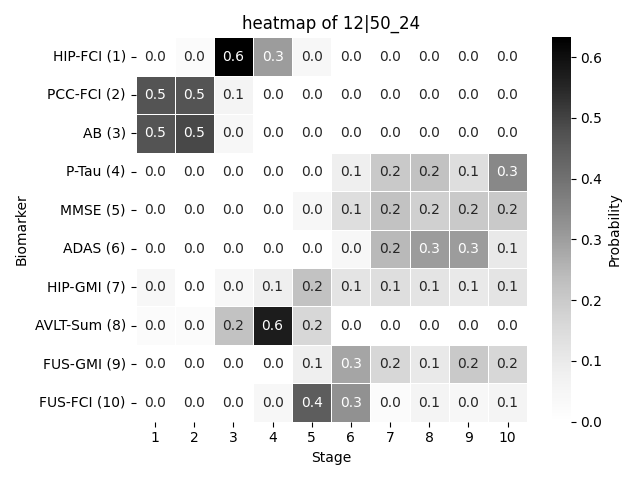 heatmap of 12|50_24
HIP-FCI (1) 0.0 0.0 0.6 0.3 0.0 0.0 0.0 0.0 0.0 0.0
PCC-FCI (2) 0.5 0.5 0.1 0.0 0.0 0.0 0.0 0.0 0.0 0.0
AB (3) 0.5 0.5 0.0 0.0 0.0 0.0 0.0 0.0 0.0 0.0
P-Tau (4) 0.0 0.0 0.0 0.0 0.0 0.1 0.2 0.2 0.1 0.3
MMSE (5) 0.0 0.0 0.0 0.0 0.0 0.1 0.2 0.2 0.2 0.2
ADAS (6) 0.0 0.0 0.0 0.0 0.0 0.0 0.2 0.3 0.3 0.1
HIP-GMI (7) 0.0 0.0 0.0 0.1 0.2 0.1 0.1 0.1 0.1 0.1
AVLT-Sum (8) 0.0 0.0 0.2 0.6 0.2 0.0 0.0 0.0 0.0 0.0
FUS-GMI (9) 0.0 0.0 0.0 0.0 0.1 0.3 0.2 0.1 0.2 0.2
FUS-FCI (10) 0.0 0.0 0.0 0.0 0.4 0.3 0.0 0.1 0.0 0.1
1 2 3 4 5 6 7 8 9 10
Stage
Biomarker
0.6
0.5
0.4
0.3
0.2
0.1
0.0
Probability